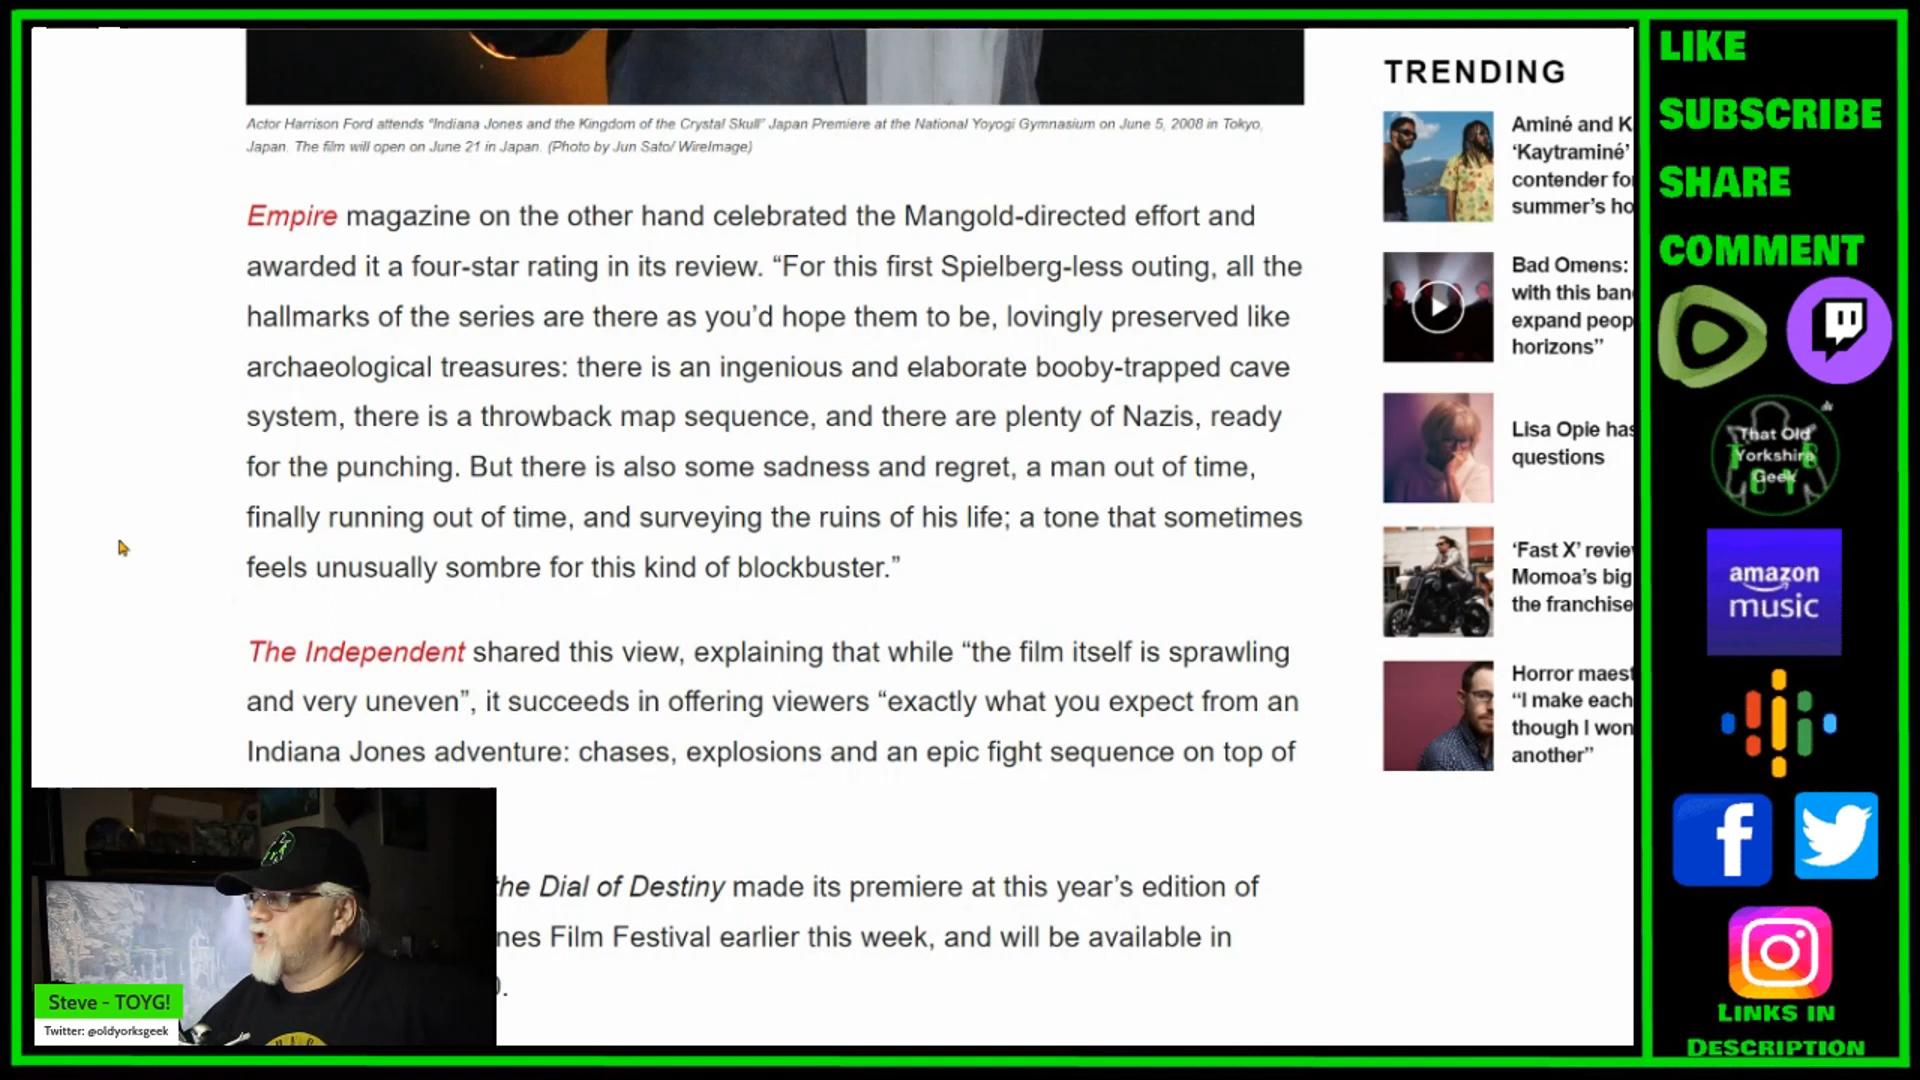 Actor Harrison Ford attends "Indiana Jones and the Kingdom of the Crystal Skull" Japan Premiere at the National Yoyogi Gymnasium on June 5, 2008 in Tokyo,
Japan. The film will open on June 21 in Japan. (Photo by Jun Sato/ WireImage)
Empire magazine on the other hand celebrated the Mangold-directed effort and
awarded it a four-star rating in its review. “For this first Spielberg-less outing, all the
hallmarks of the series are there as you’d hope them to be, lovingly preserved like
archaeological treasures: there is an ingenious and elaborate booby-trapped cave
system, there is a throwback map sequence, and there are plenty of Nazis, ready
for the punching. But there is also some sadness and regret, a man out of time,
finally running out of time, and surveying the ruins of his life; a tone that sometimes
feels unusually sombre for this kind of blockbuster.”
The Independent shared this view, explaining that while “the film itself is sprawling
and very uneven”, it succeeds in offering viewers “exactly what you expect from an
Indiana Jones adventure: chases, explosions and an epic fight sequence on top of
the Dial of Destiny made its premiere at this year’s edition of
nes Film Festival earlier this week, and will be available in
TRENDING
Aminé and K
‘Kaytraminé’
contender fo
summer’s ho
Bad Omens:
with this ban
expand peop
horizons”
Lisa Opie has
questions
‘Fast X’ revie
Momoa’s big
the franchise
Horror maest
“I make each
though I won
another”
LIKE
SUBSCRIBE
SHARE
COMMENT
That Old
Yorkshire
Geek
amazon
music
LINKS IN
DESCRIPTION
Steve - TOYG!
Twitter: @oldyorksgeek